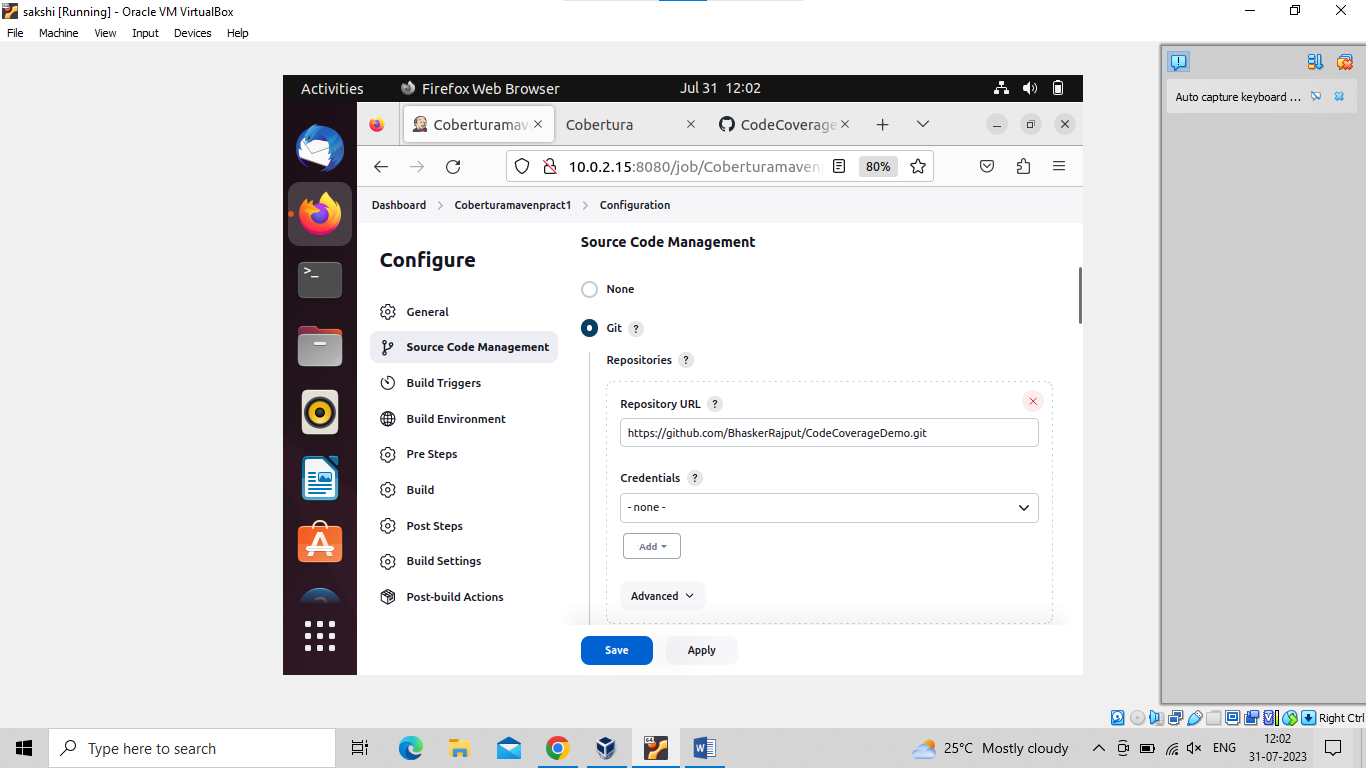 sakshi [Running] - Oracle VM VirtualBox
File Machine View Input Devices Help
Auto capture keyboard ...
Activities Firefox Web Browser Jul 31 12:02
Coberturamave
Cobertura
CodeCoverage
10.0.2.15:8080/job/Coberturamaven
80%
Dashboard
Coberturamavenpract1
Configuration
Configure
General
Source Code Management
Build Triggers
Build Environment
Pre Steps
Build
Post Steps
Build Settings
Post-build Actions
Source Code Management
None
Git ?
Repositories ?
Repository URL ?
https://github.com/BhaskerRajput/CodeCoverageDemo.git
Credentials ?
- none -
Add
Advanced
Save
Apply
Right Ctrl
Type here to search
64
25°C Mostly cloudy
ENG
12:02
31-07-2023